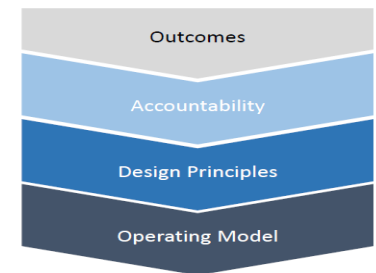 Outcomes
Accountability
Design Principles
Operating Model